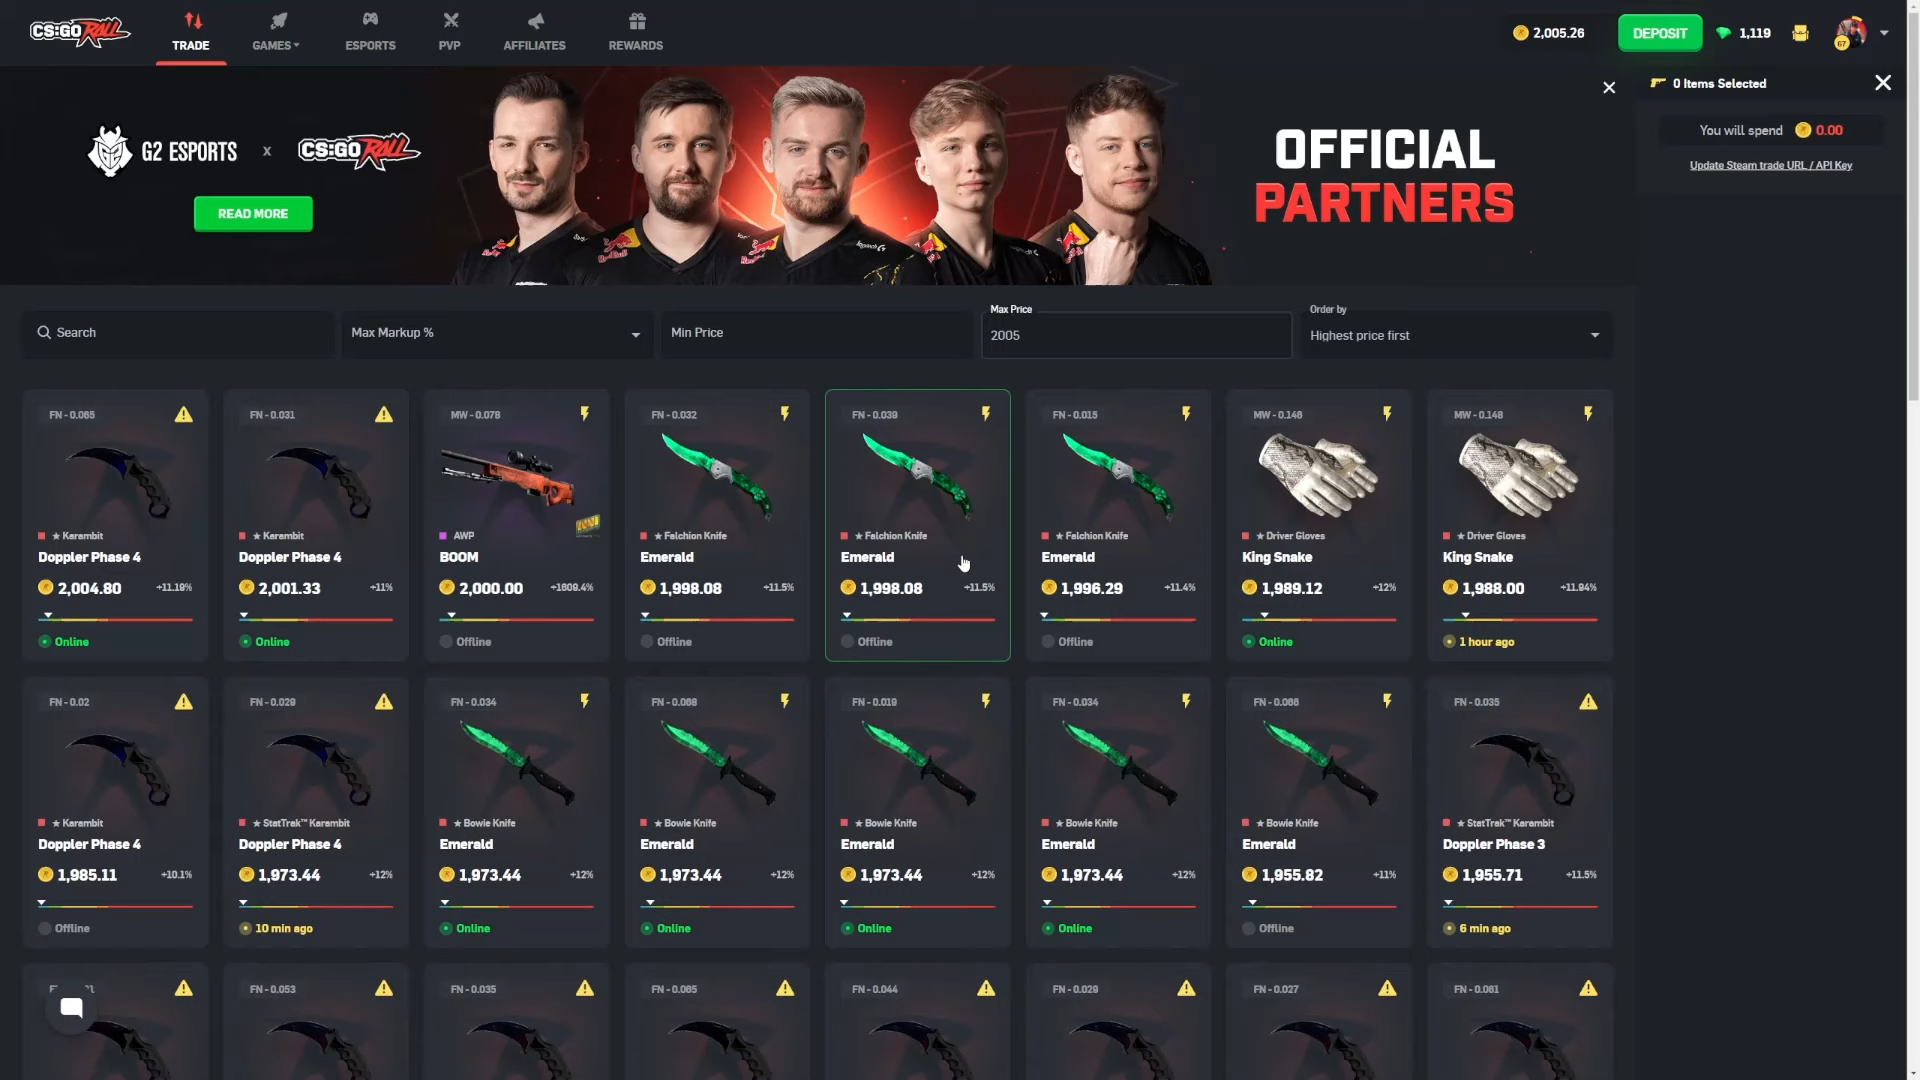 CS:GO ROLL
TRADE
GAMES
ESPORTS
PVP
AFFILIATES
REWARDS
2,005.26
DEPOSIT
1,119
67
G2 ESPORTS x CS:GO ROLL
READ MORE
OFFICIAL
PARTNERS
0 Items Selected
You will spend 0.00
Update Steam trade URL / API Key
Search
Max Markup %
Min Price
Max Price
2005
Order by
Highest price first
FN - 0.065
★ Karambit
Doppler Phase 4
2,004.80 +11.19%
Online
FN - 0.031
★ Karambit
Doppler Phase 4
2,001.33 +11%
Online
MW - 0.078
AWP
BOOM
2,000.00 +1609.4%
Offline
FN - 0.032
★ Falchion Knife
Emerald
1,998.08 +11.5%
Offline
FN - 0.039
★ Falchion Knife
Emerald
1,998.08 +11.5%
Offline
FN - 0.015
★ Falchion Knife
Emerald
1,996.29 +11.4%
Offline
MW - 0.146
★ Driver Gloves
King Snake
1,989.12 +12%
Online
MW - 0.148
★ Driver Gloves
King Snake
1,988.00 +11.94%
1 hour ago
FN - 0.02
★ Karambit
Doppler Phase 4
1,985.11 +10.1%
Offline
FN - 0.029
★ StatTrak™ Karambit
Doppler Phase 4
1,973.44 +12%
10 min ago
FN - 0.034
★ Bowie Knife
Emerald
1,973.44 +12%
Online
FN - 0.068
★ Bowie Knife
Emerald
1,973.44 +12%
Online
FN - 0.019
★ Bowie Knife
Emerald
1,973.44 +12%
Online
FN - 0.034
★ Bowie Knife
Emerald
1,973.44 +12%
Online
FN - 0.066
★ Bowie Knife
Emerald
1,955.82 +11%
Offline
FN - 0.035
★ StatTrak™ Karambit
Doppler Phase 3
1,955.71 +11.5%
6 min ago
FN - 0.053
FN - 0.035
FN - 0.065
FN - 0.044
FN - 0.029
FN - 0.027
FN - 0.061